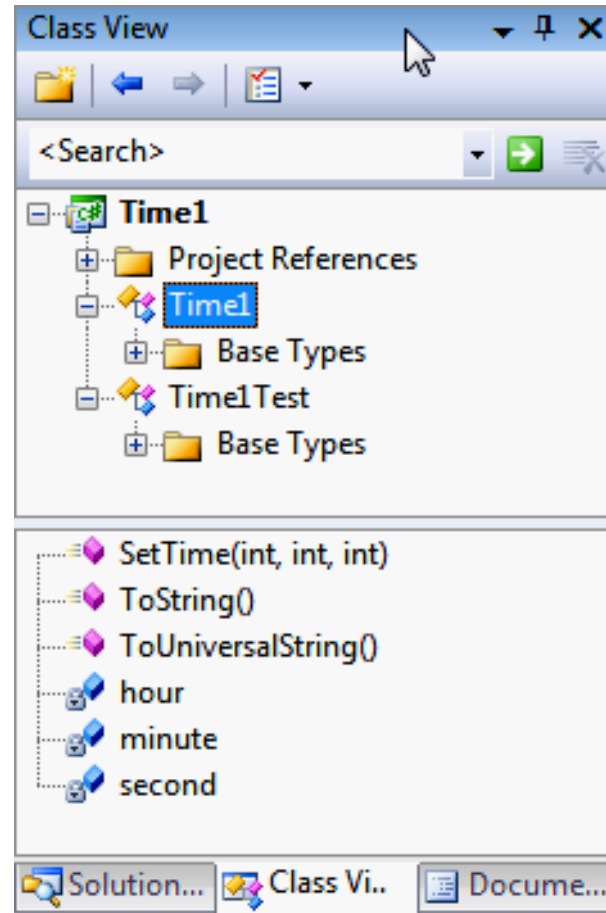 Class View
<Search>
Time1
Project References
Time1
Base Types
Time1Test
Base Types
SetTime(int, int, int)
ToString()
ToUniversalString()
hour
minute
second
Solution... Class Vi.. Docume...